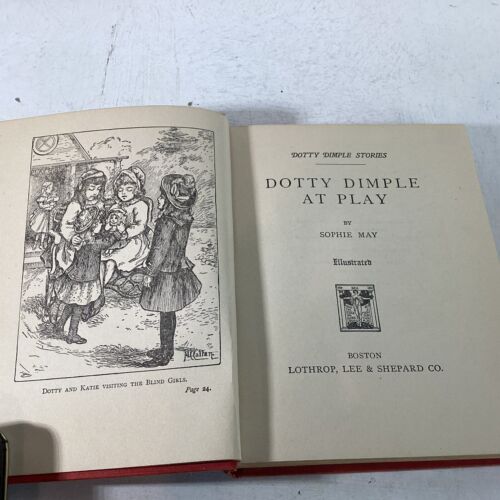 DOTTY AND KATIE VISITING THE BLIND GIRLS.
Page 24.
DOTTY DIMPLE STORIES
DOTTY DIMPLE
AT PLAY
BY
SOPHIE MAY
Illustrated
BOSTON
LOTHROP, LEE & SHEPARD CO.